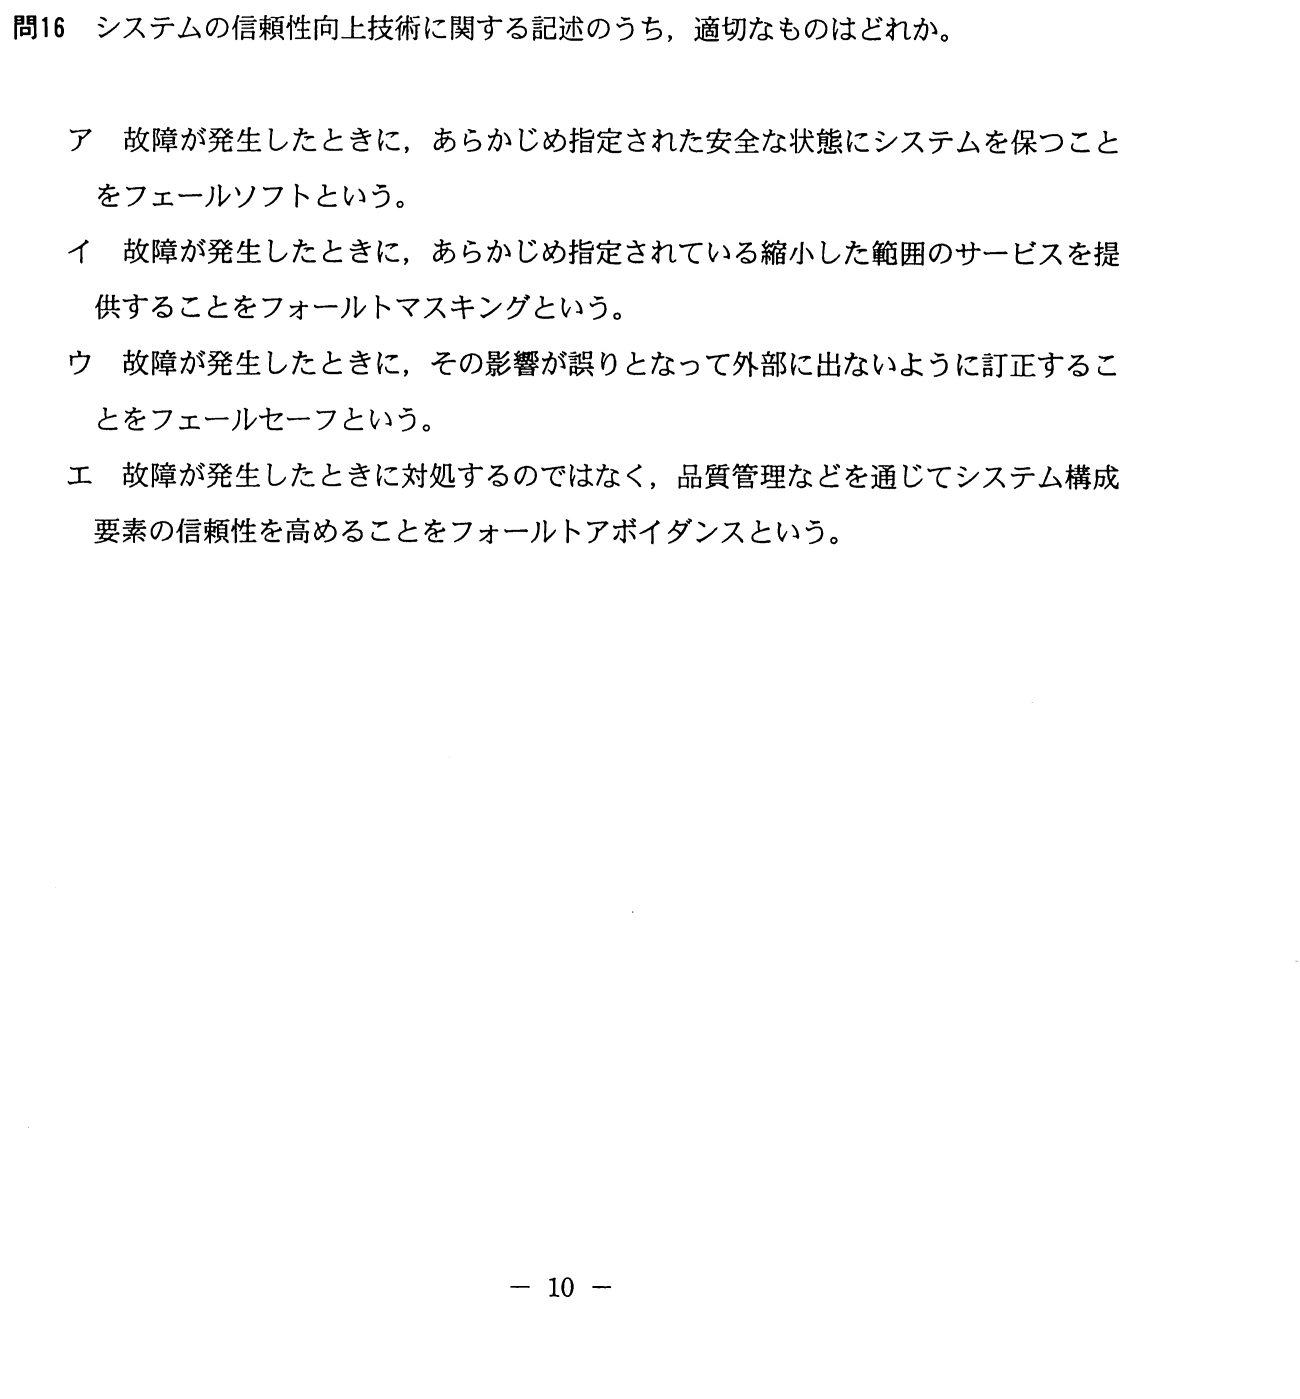 問16　システムの信頼性向上技術に関する記述のうち，適切なものはどれか。
ア　故障が発生したときに，あらかじめ指定された安全な状態にシステムを保つこと
をフェールソフトという。
イ　故障が発生したときに，あらかじめ指定されている縮小した範囲のサービスを提
供することをフォールトマスキングという。
ウ　故障が発生したときに，その影響が誤りとなって外部に出ないように訂正するこ
とをフェールセーフという。
エ　故障が発生したときに対処するのではなく，品質管理などを通じてシステム構成
要素の信頼性を高めることをフォールトアボイダンスという。
－ 10 －